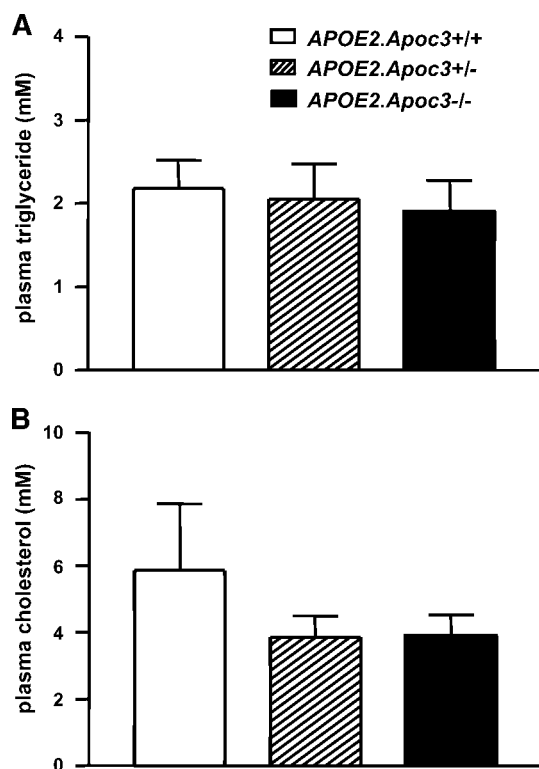 A
plasma triglyceride (mM)
4
3
2
1
0
APOE2.Apoc3+/+
APOE2.Apoc3+/-
APOE2.Apoc3-/-
B
plasma cholesterol (mM)
10
8
6
4
2
0